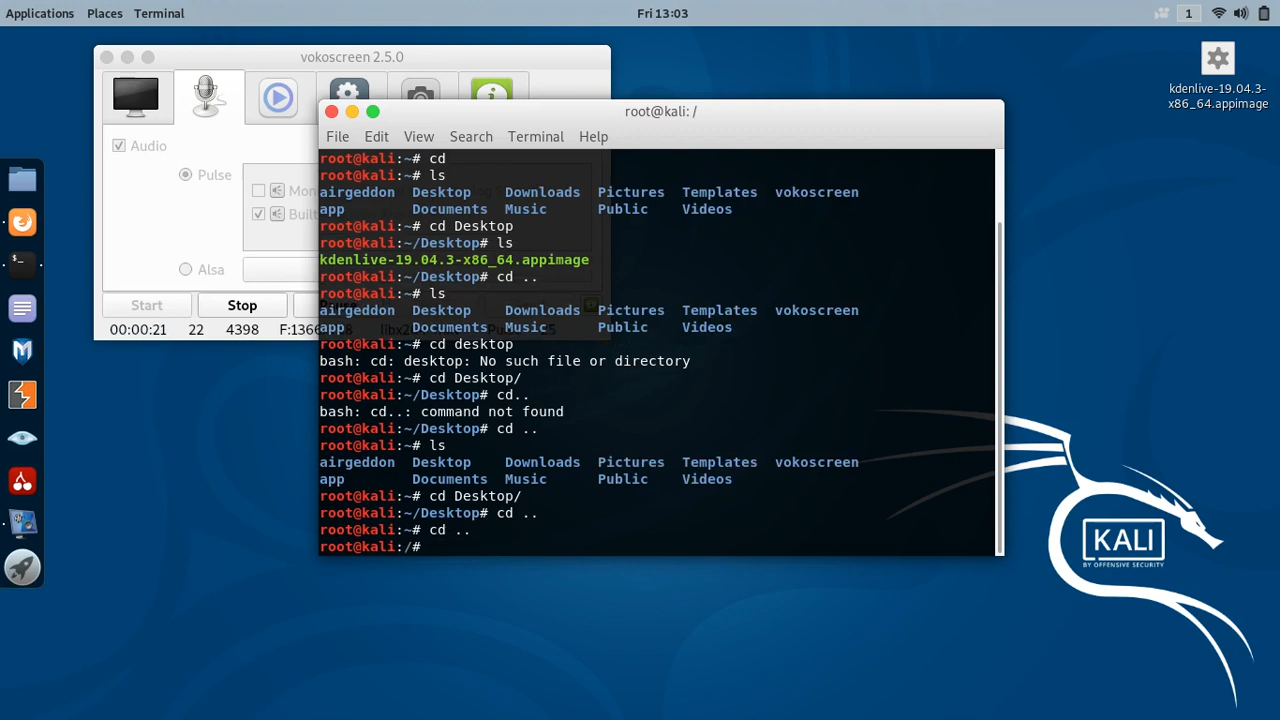 Applications Places Terminal
Fri 13:03
1
vokoscreen 2.5.0
kdenlive-19.04.3-
x86_64.appimage
Audio
Pulse
Alsa
Start
Stop
00:00:21 22 4398
root@kali: /
File Edit View Search Terminal Help
root@kali:~# cd
root@kali:~# ls
airgeddon Desktop Downloads Pictures Templates vokoscreen
app Documents Music Public Videos
root@kali:~# cd Desktop
root@kali:~/Desktop# ls
kdenlive-19.04.3-x86_64.appimage
root@kali:~/Desktop# cd ..
root@kali:~# ls
airgeddon Desktop Downloads Pictures Templates vokoscreen
app Documents Music Public Videos
root@kali:~# cd desktop
bash: cd: desktop: No such file or directory
root@kali:~# cd Desktop/
root@kali:~/Desktop# cd..
bash: cd..: command not found
root@kali:~/Desktop# cd ..
root@kali:~# ls
airgeddon Desktop Downloads Pictures Templates vokoscreen
app Documents Music Public Videos
root@kali:~# cd Desktop/
root@kali:~/Desktop# cd ..
root@kali:~# cd ..
root@kali:/#
KALI
BY OFFENSIVE SECURITY